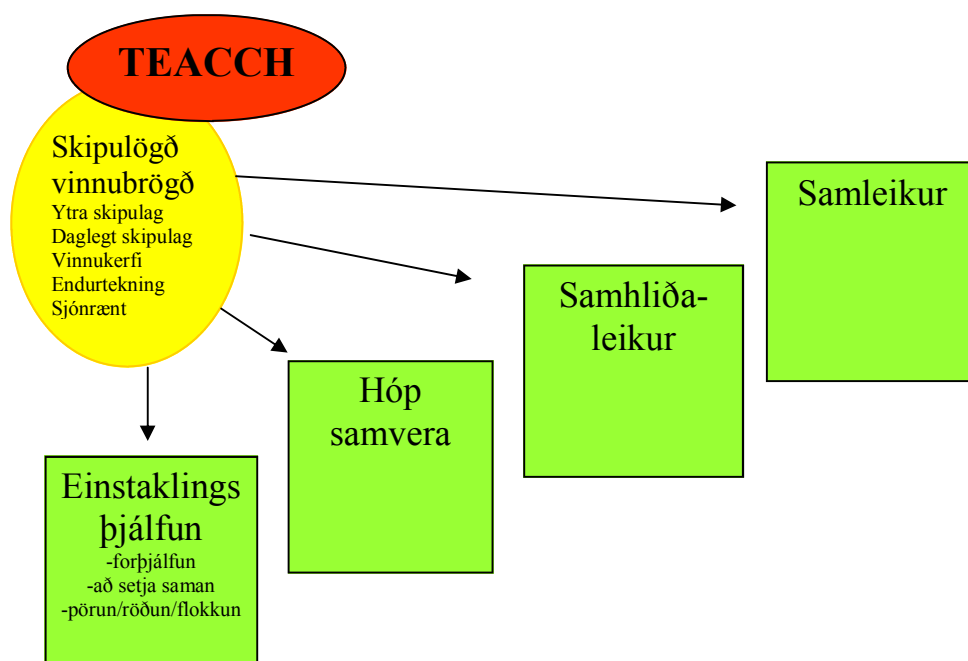 TEACCH
Skipulögð
vinnubrögð
Ytra skipulag
Daglegt skipulag
Vinnukerfi
Endurtekning
Sjónrænt
Samleikur
Samhliða-
leikur
Hóp
samvera
Einstaklings
þjálfun
-forþjálfun
-að setja saman
-pörun/röðun/flokkun